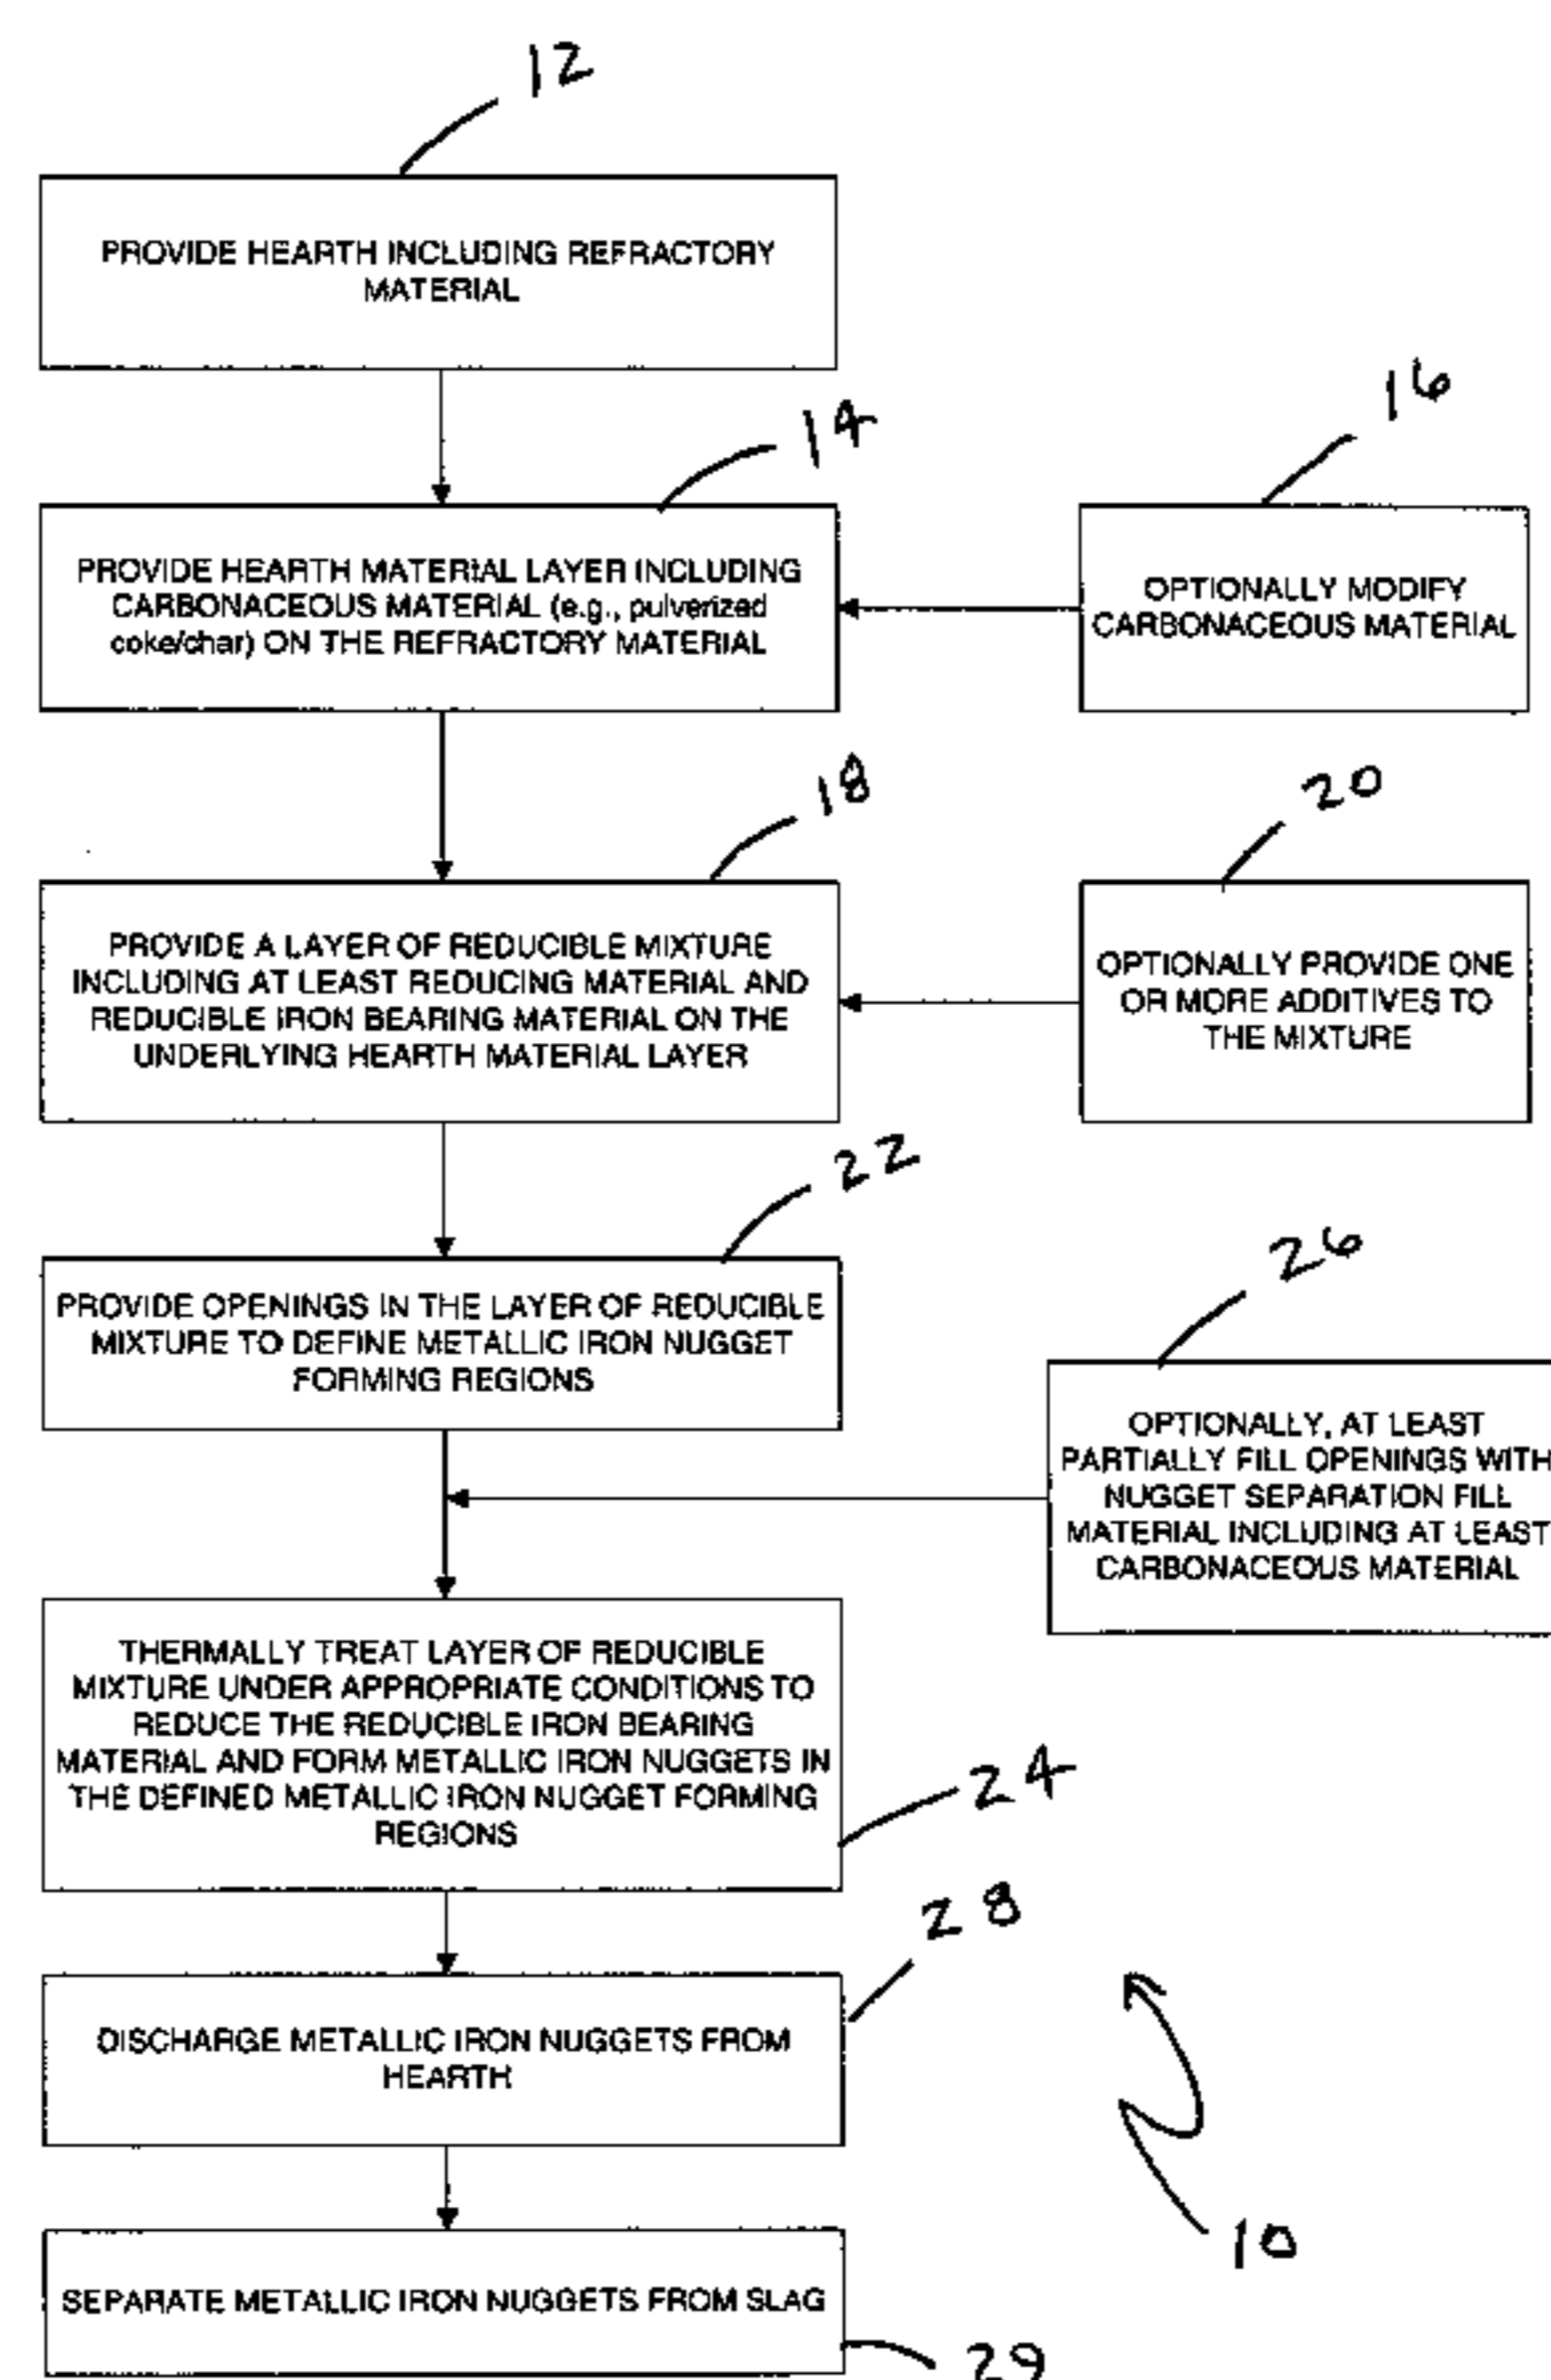 12
PROVIDE HEARTH INCLUDING REFRACTORY
MATERIAL
14
16
PROVIDE HEARTH MATERIAL LAYER INCLUDING
CARBONACEOUS MATERIAL (e.g., pulverized
coke/char) ON THE REFRACTORY MATERIAL
OPTIONALLY MODIFY
CARBONACEOUS MATERIAL
18
20
PROVIDE A LAYER OF REDUCIBLE MIXTURE
INCLUDING AT LEAST REDUCING MATERIAL AND
REDUCIBLE IRON BEARING MATERIAL ON THE
UNDERLYING HEARTH MATERIAL LAYER
OPTIONALLY PROVIDE ONE
OR MORE ADDITIVES TO
THE MIXTURE
22
PROVIDE OPENINGS IN THE LAYER OF REDUCIBLE
MIXTURE TO DEFINE METALLIC IRON NUGGET
FORMING REGIONS
26
OPTIONALLY, AT LEAST
PARTIALLY FILL OPENINGS WITH
NUGGET SEPARATION FILL
MATERIAL INCLUDING AT LEAST
CARBONACEOUS MATERIAL
THERMALLY TREAT LAYER OF REDUCIBLE
MIXTURE UNDER APPROPRIATE CONDITIONS TO
REDUCE THE REDUCIBLE IRON BEARING
MATERIAL AND FORM METALLIC IRON NUGGETS IN
THE DEFINED METALLIC IRON NUGGET FORMING
REGIONS
24
28
DISCHARGE METALLIC IRON NUGGETS FROM
HEARTH
10
SEPARATE METALLIC IRON NUGGETS FROM SLAG
29